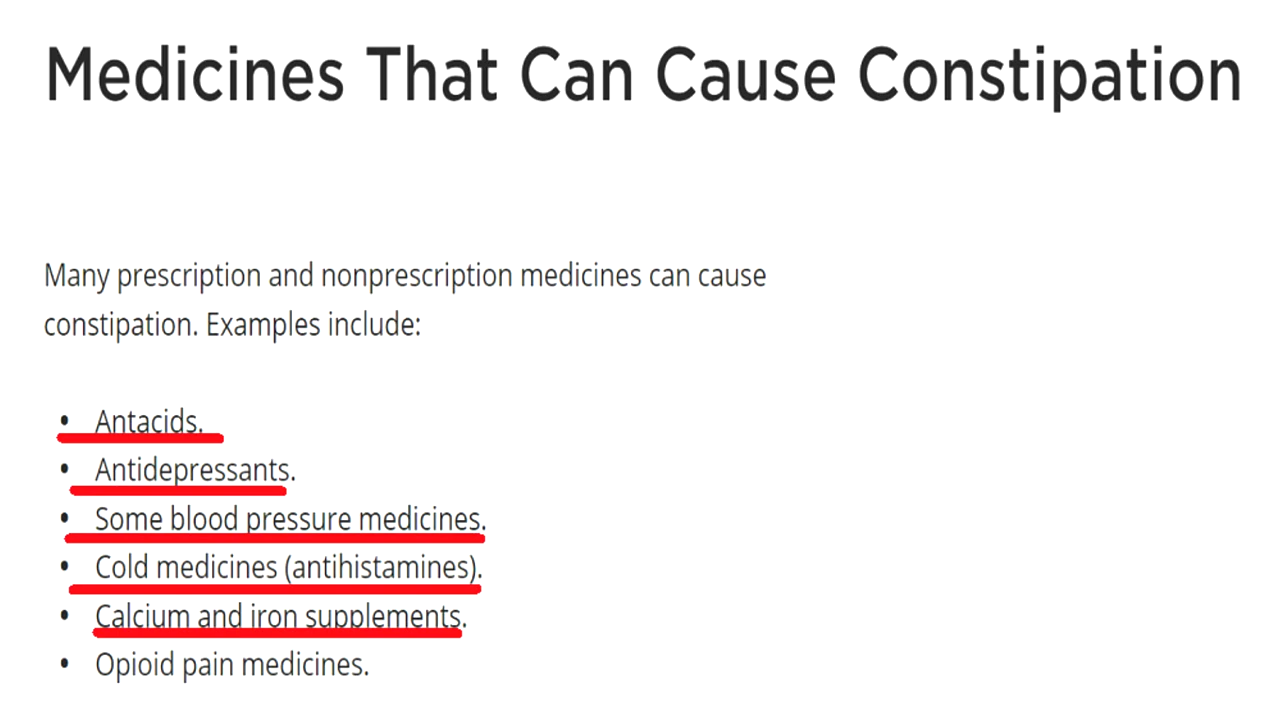 Medicines That Can Cause Constipation
Many prescription and nonprescription medicines can cause
constipation. Examples include:
• Antacids.
• Antidepressants.
• Some blood pressure medicines.
• Cold medicines (antihistamines).
• Calcium and iron supplements.
• Opioid pain medicines.